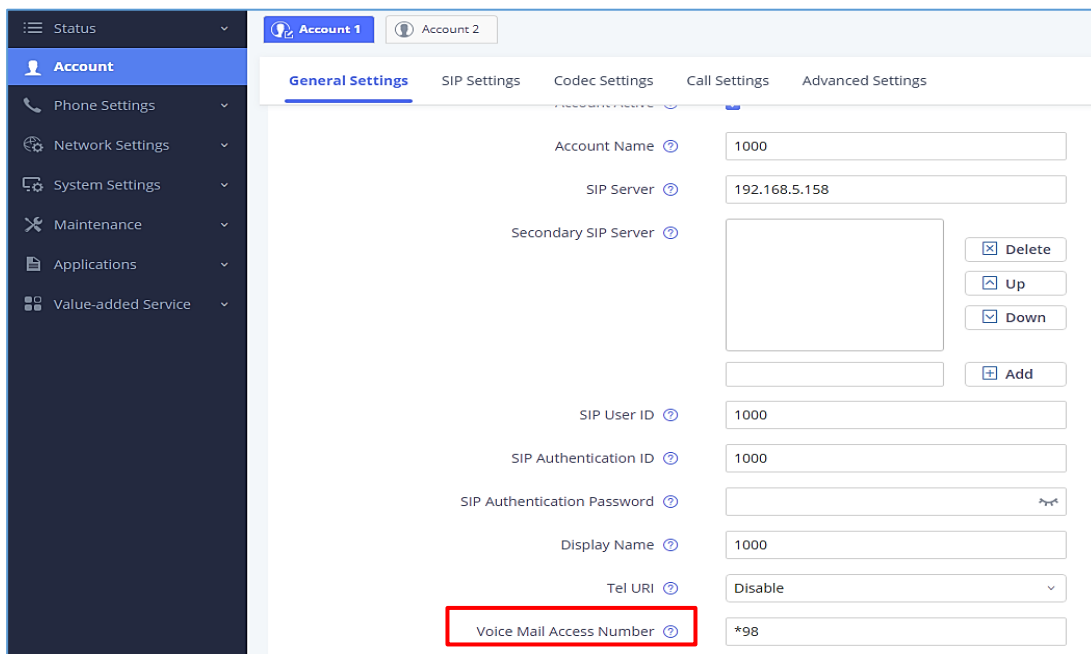 Status
Account
Phone Settings
Network Settings
System Settings
Maintenance
Applications
Value-added Service
Account 1 Account 2
General Settings SIP Settings Codec Settings Call Settings Advanced Settings
Account Active
Account Name 1000
SIP Server 192.168.5.158
Secondary SIP Server
Delete
Up
Down
Add
SIP User ID 1000
SIP Authentication ID 1000
SIP Authentication Password
Display Name 1000
Tel URI Disable
Voice Mail Access Number *98